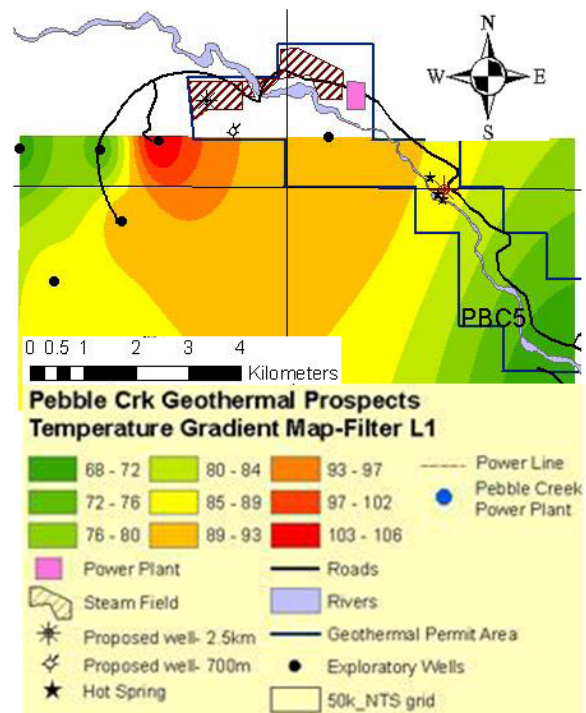 N
W E
S
PBC5
0 0.5 1 2 3 4
Kilometers
Pebble Crk Geothermal Prospects
Temperature Gradient Map-Filter L1
68 - 72 80 - 84 93 - 97 Power Line
72 - 76 85 - 89 97 - 102 Pebble Creek
Power Plant
76 - 80 89 - 93 103 - 106
Power Plant Roads
Steam Field Rivers
Proposed well- 2.5km Geothermal Permit Area
Proposed well- 700m Exploratory Wells
Hot Spring 50k_NTS grid